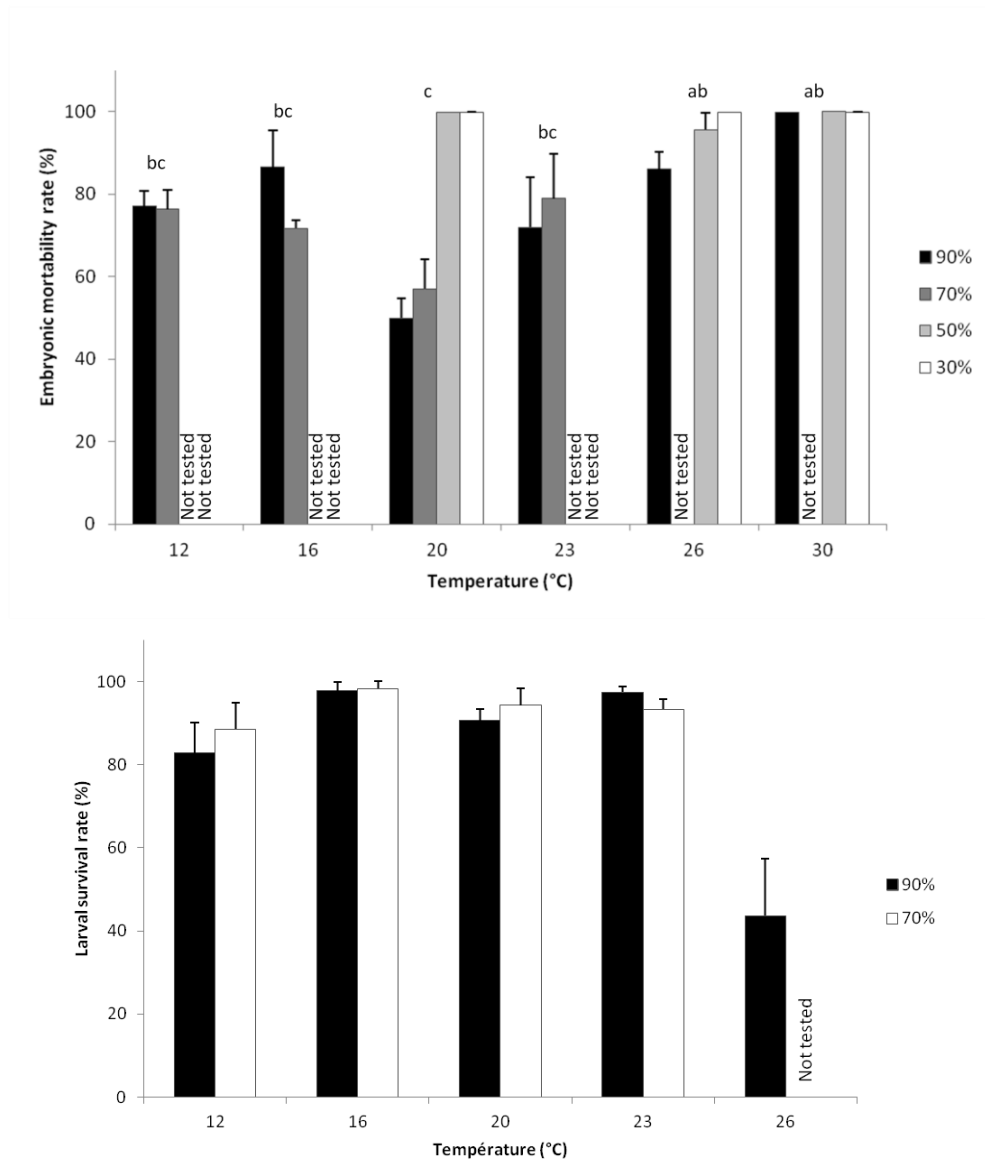 Embryonic mortability rate (%)
100
80
60
40
20
0
bc
bc
c
bc
ab
ab
Not tested
Not tested
Not tested
Not tested
Not tested
Not tested
Not tested
Not tested
12
16
20
23
26
30
Temperature (°C)
90%
70%
50%
30%
Larval survival rate (%)
100
80
60
40
20
0
Not tested
12
16
20
23
26
Température (°C)
90%
70%